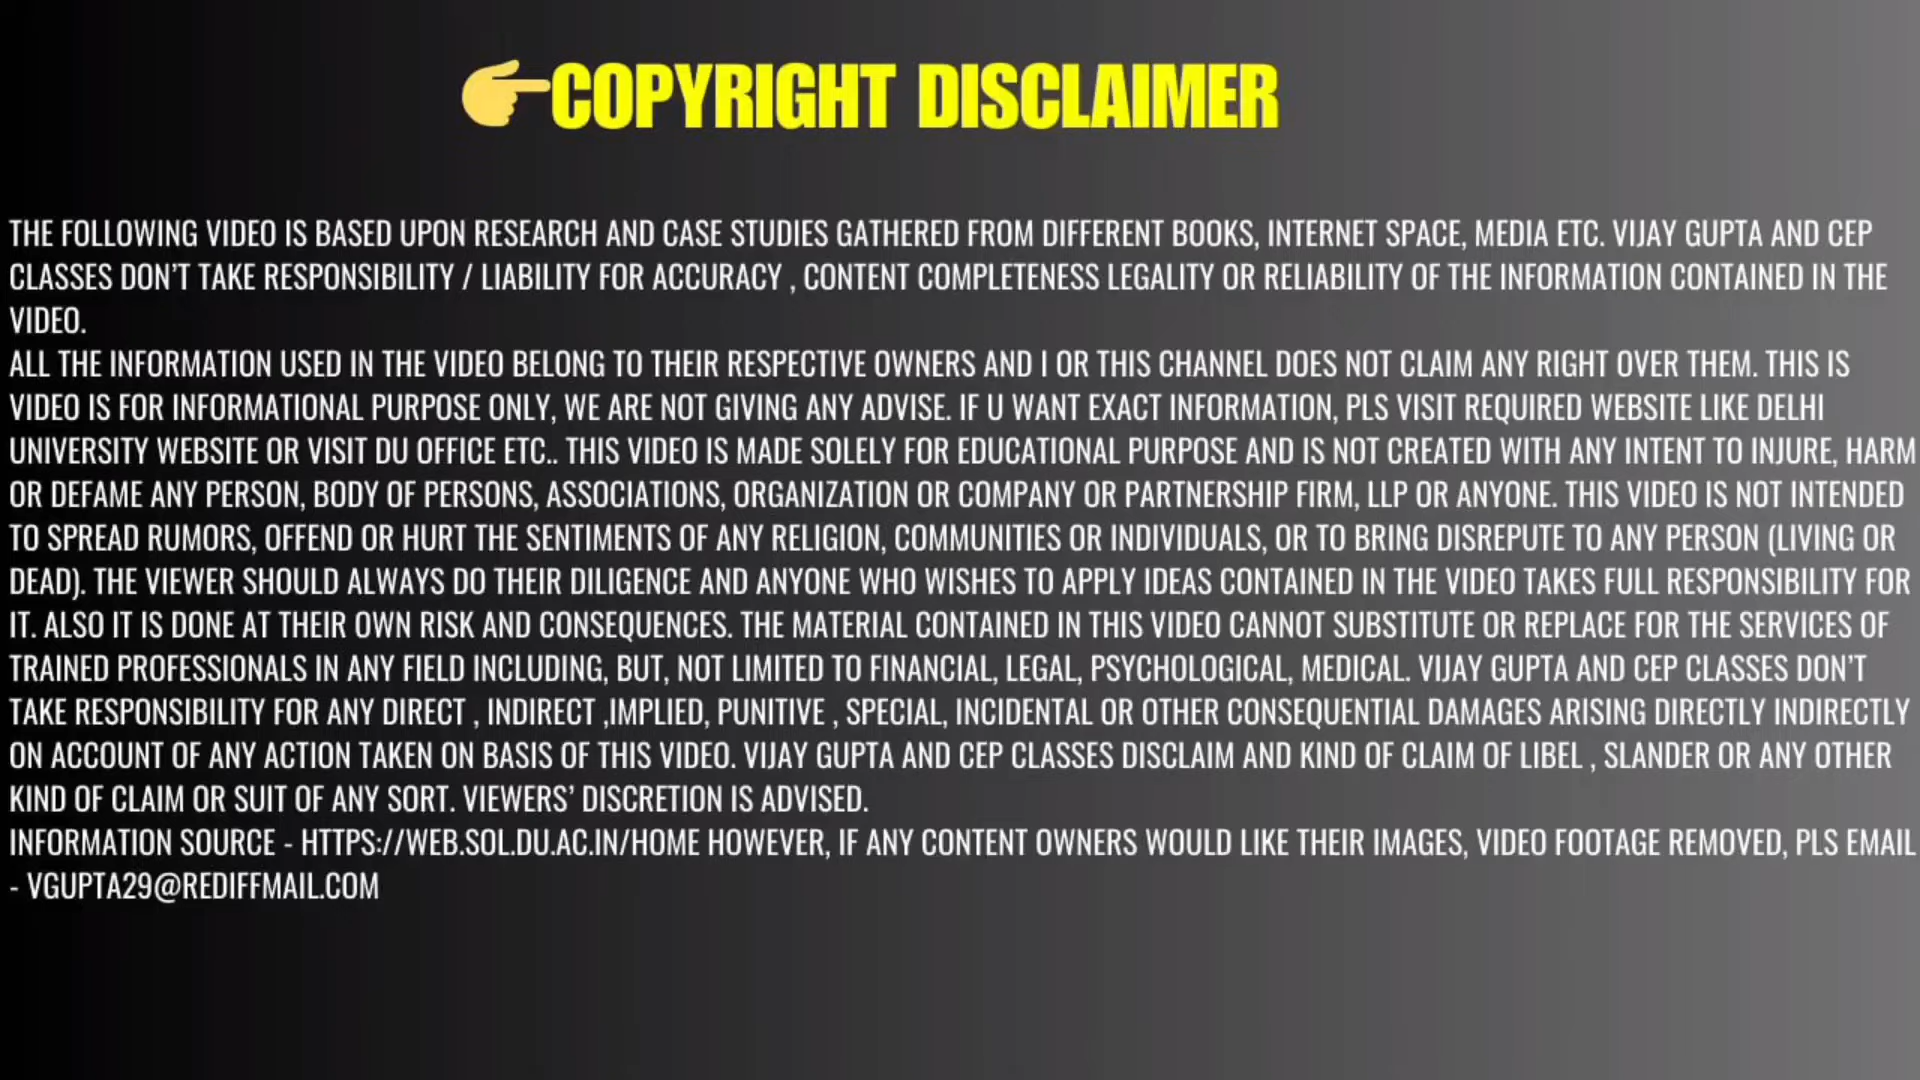 👉COPYRIGHT DISCLAIMER
THE FOLLOWING VIDEO IS BASED UPON RESEARCH AND CASE STUDIES GATHERED FROM DIFFERENT BOOKS, INTERNET SPACE, MEDIA ETC. VIJAY GUPTA AND CEP
CLASSES DON’T TAKE RESPONSIBILITY / LIABILITY FOR ACCURACY , CONTENT COMPLETENESS LEGALITY OR RELIABILITY OF THE INFORMATION CONTAINED IN THE
VIDEO.
ALL THE INFORMATION USED IN THE VIDEO BELONG TO THEIR RESPECTIVE OWNERS AND I OR THIS CHANNEL DOES NOT CLAIM ANY RIGHT OVER THEM. THIS IS
VIDEO IS FOR INFORMATIONAL PURPOSE ONLY, WE ARE NOT GIVING ANY ADVISE. IF U WANT EXACT INFORMATION, PLS VISIT REQUIRED WEBSITE LIKE DELHI
UNIVERSITY WEBSITE OR VISIT DU OFFICE ETC.. THIS VIDEO IS MADE SOLELY FOR EDUCATIONAL PURPOSE AND IS NOT CREATED WITH ANY INTENT TO INJURE, HARM
OR DEFAME ANY PERSON, BODY OF PERSONS, ASSOCIATIONS, ORGANIZATION OR COMPANY OR PARTNERSHIP FIRM, LLP OR ANYONE. THIS VIDEO IS NOT INTENDED
TO SPREAD RUMORS, OFFEND OR HURT THE SENTIMENTS OF ANY RELIGION, COMMUNITIES OR INDIVIDUALS, OR TO BRING DISREPUTE TO ANY PERSON (LIVING OR
DEAD). THE VIEWER SHOULD ALWAYS DO THEIR DILIGENCE AND ANYONE WHO WISHES TO APPLY IDEAS CONTAINED IN THE VIDEO TAKES FULL RESPONSIBILITY FOR
IT. ALSO IT IS DONE AT THEIR OWN RISK AND CONSEQUENCES. THE MATERIAL CONTAINED IN THIS VIDEO CANNOT SUBSTITUTE OR REPLACE FOR THE SERVICES OF
TRAINED PROFESSIONALS IN ANY FIELD INCLUDING, BUT, NOT LIMITED TO FINANCIAL, LEGAL, PSYCHOLOGICAL, MEDICAL. VIJAY GUPTA AND CEP CLASSES DON’T
TAKE RESPONSIBILITY FOR ANY DIRECT , INDIRECT ,IMPLIED, PUNITIVE , SPECIAL, INCIDENTAL OR OTHER CONSEQUENTIAL DAMAGES ARISING DIRECTLY INDIRECTLY
ON ACCOUNT OF ANY ACTION TAKEN ON BASIS OF THIS VIDEO. VIJAY GUPTA AND CEP CLASSES DISCLAIM AND KIND OF CLAIM OF LIBEL , SLANDER OR ANY OTHER
KIND OF CLAIM OR SUIT OF ANY SORT. VIEWERS’ DISCRETION IS ADVISED.
INFORMATION SOURCE - HTTPS://WEB.SOL.DU.AC.IN/HOME HOWEVER, IF ANY CONTENT OWNERS WOULD LIKE THEIR IMAGES, VIDEO FOOTAGE REMOVED, PLS EMAIL
- VGUPTA29@REDIFFMAIL.COM